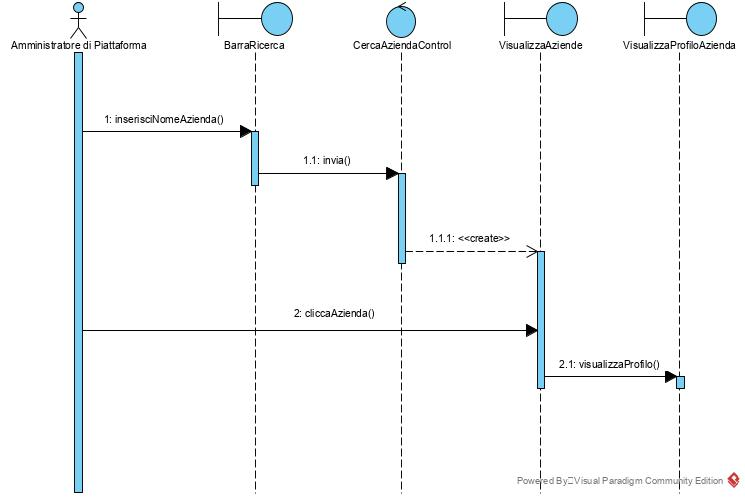 Amministratore di Piattaforma
BarraRicerca
CercaAziendaControl
VisualizzaAziende
VisualizzaProfiloAzienda
1: inserisciNomeAzienda()
1.1: invia()
1.1.1: <<create>>
2: cliccaAzienda()
2.1: visualizzaProfilo()
Powered By Visual Paradigm Community Edition